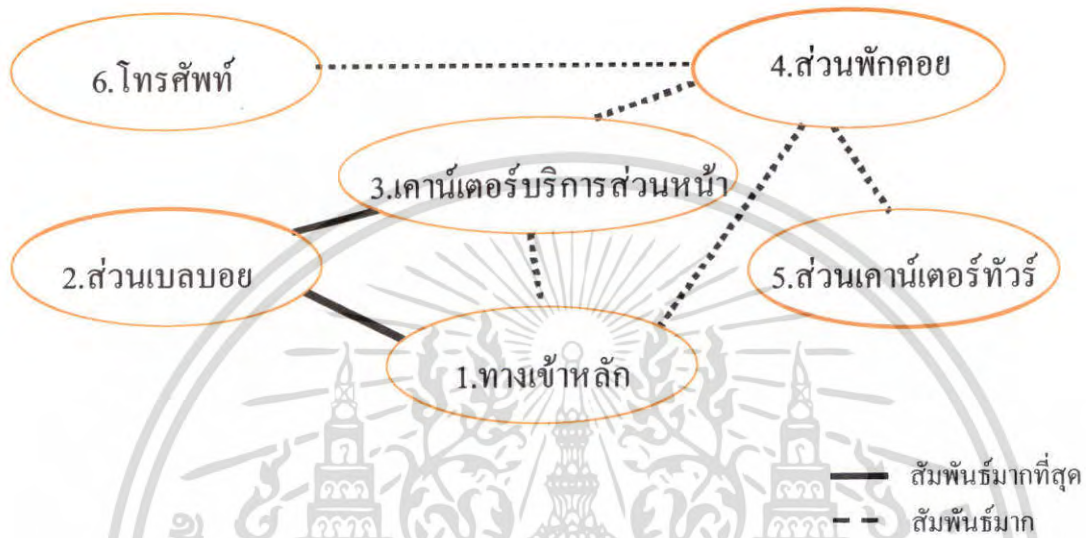 6.โทรศัพท์
4.ส่วนพักคอย
3.เคาน์เตอร์บริการส่วนหน้า
2.ส่วนเบลบอย
5.ส่วนเคาน์เตอร์ทัวร์
1.ทางเข้าหลัก
สัมพันธ์มากที่สุด
สัมพันธ์มาก